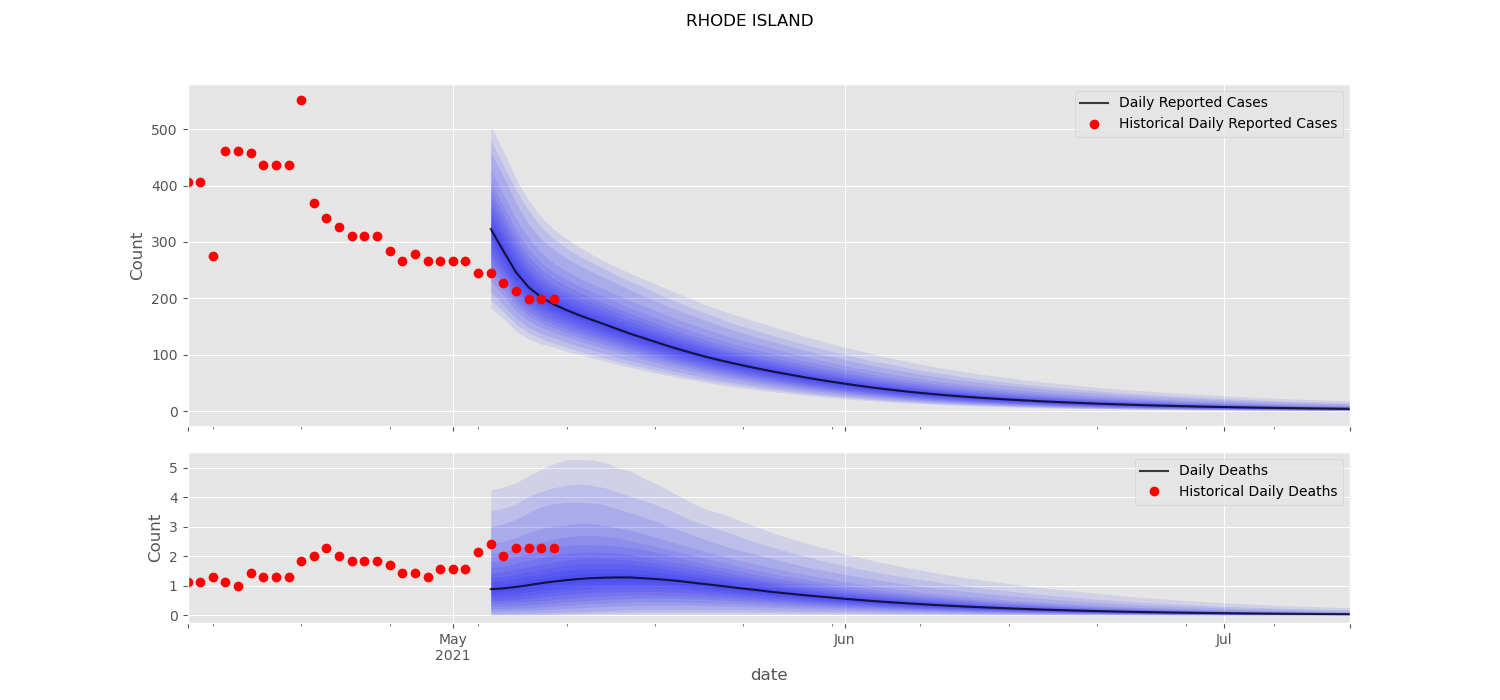 RHODE ISLAND
Daily Reported Cases
Historical Daily Reported Cases
500
400
300
200
100
0
Count
Daily Deaths
Historical Daily Deaths
5
4
3
2
1
0
Count
May
2021
Jun
Jul
date